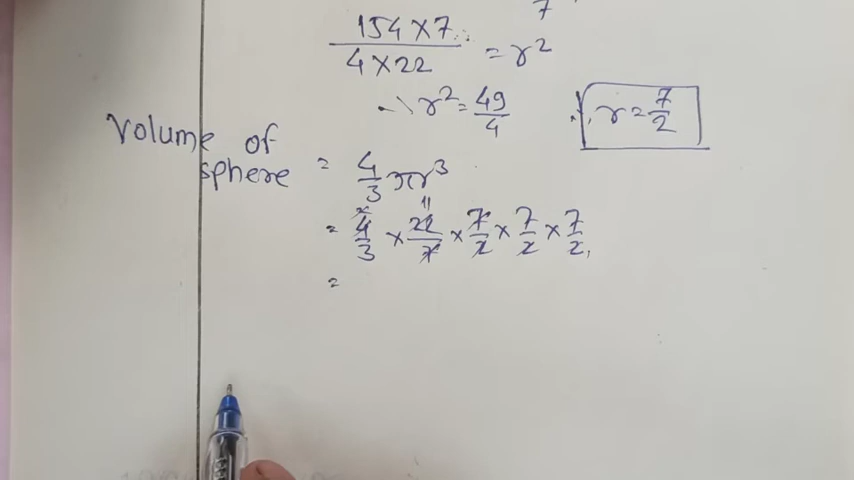 7
154×7 / 4×22 = r²
∴ r² = 49/4 ∴ r = 7/2
Volume of sphere = 4/3 πr³
11
= 4/3 × 22/7 × 7/2 × 7/2 × 7/2
=